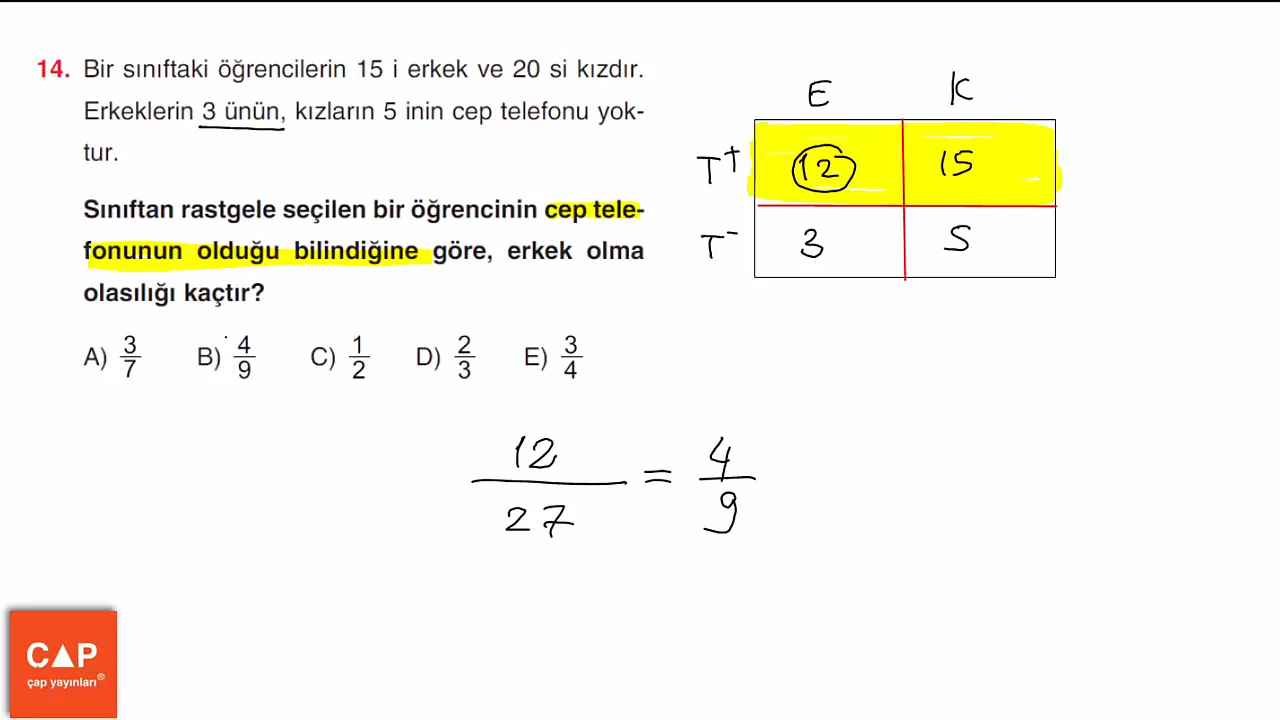 14. Bir sınıftaki öğrencilerin 15 i erkek ve 20 si kızdır.
Erkeklerin 3 ünün, kızların 5 inin cep telefonu yok-
tur.
Sınıftan rastgele seçilen bir öğrencinin cep tele-
fonunun olduğu bilindiğine göre, erkek olma
olasılığı kaçtır?
A) 3/7 B) 4/9 C) 1/2 D) 2/3 E) 3/4
E K
T+ 12 15
T- 3 5
12/27 = 4/9
CAP
çap yayınları®